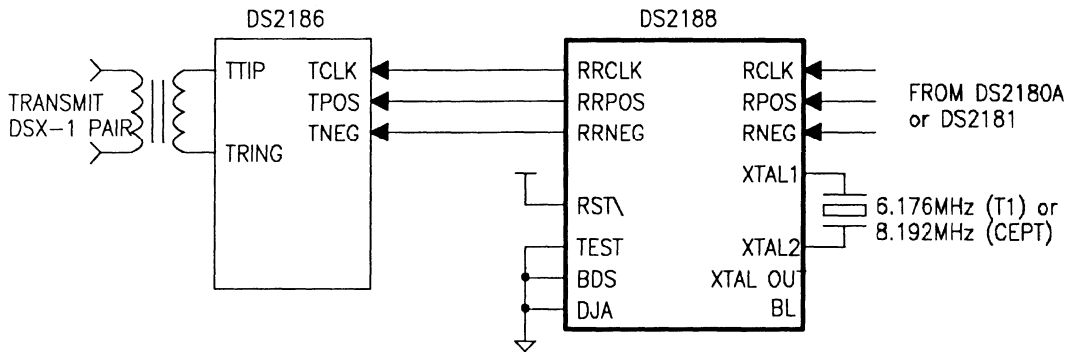 DS2186
DS2188
TTIP
TCLK
RRCLK
RCLK
TPOS
RRPOS
RPOS
FROM DS2180A
or DS2181
TRANSMIT
DSX-1 PAIR
TNEG
RRNEG
RNEG
TRING
XTAL1
RST\
6.176MHz (T1) or
8.192MHz (CEPT)
TEST
XTAL2
BDS
XTAL OUT
DJA
BL